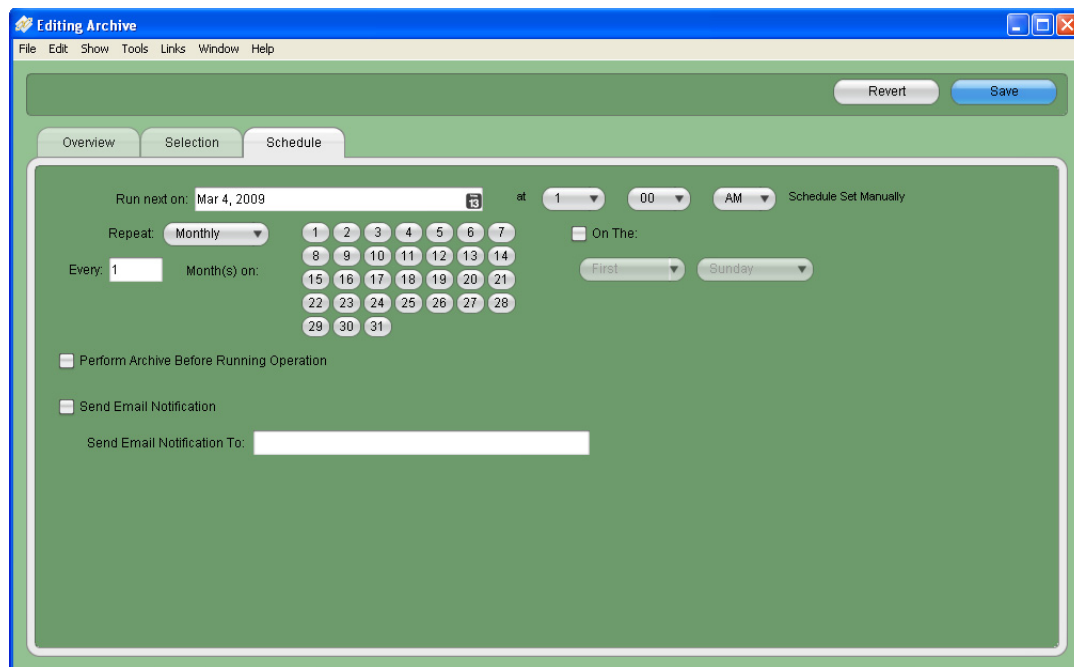 Editing Archive
File Edit Show Tools Links Window Help
Revert Save
Overview Selection Schedule
Run next on: Mar 4, 2009 13 at 1 00 AM Schedule Set Manually
Repeat: Monthly 1 2 3 4 5 6 7 On The:
8 9 10 11 12 13 14
Every: 1 Month(s) on: First Sunday
15 16 17 18 19 20 21
22 23 24 25 26 27 28
29 30 31
Perform Archive Before Running Operation
Send Email Notification
Send Email Notification To: